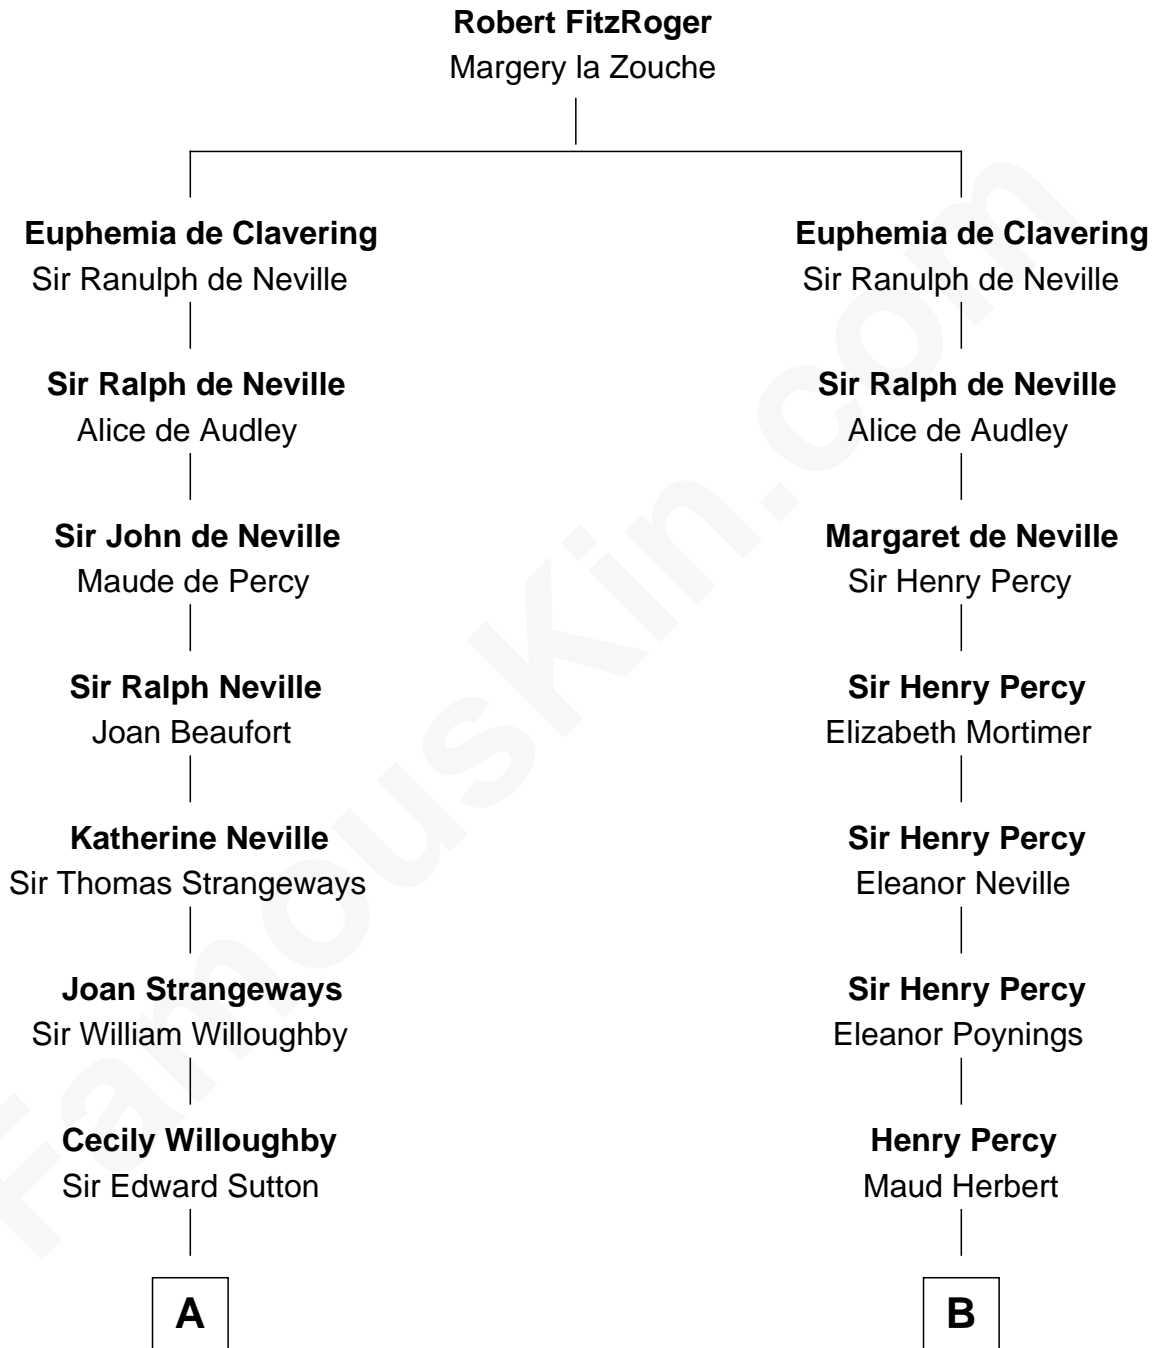 Robert FitzRoger
Margery la Zouche
Euphemia de Clavering
Sir Ranulph de Neville
Euphemia de Clavering
Sir Ranulph de Neville
Sir Ralph de Neville
Alice de Audley
Sir Ralph de Neville
Alice de Audley
Sir John de Neville
Maude de Percy
Margaret de Neville
Sir Henry Percy
Sir Ralph Neville
Joan Beaufort
Sir Henry Percy
Elizabeth Mortimer
Katherine Neville
Sir Thomas Strangeways
Sir Henry Percy
Eleanor Neville
Joan Strangeways
Sir William Willoughby
Sir Henry Percy
Eleanor Poynings
Cecily Willoughby
Sir Edward Sutton
Henry Percy
Maud Herbert
A
B
FamousKin.com